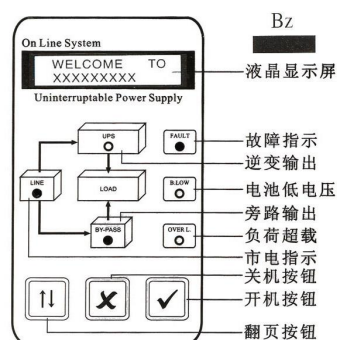 Bz
On Line System
WELCOME TO
XXXXXXXXX
液晶显示屏
Uninterruptable Power Supply
UPS
FAULT
故障指示
逆变输出
LINE
LOAD
B.LOW
电池低电压
旁路输出
BY-PASS
OVER L.
负荷超载
市电指示
关机按钮
开机按钮
翻页按钮